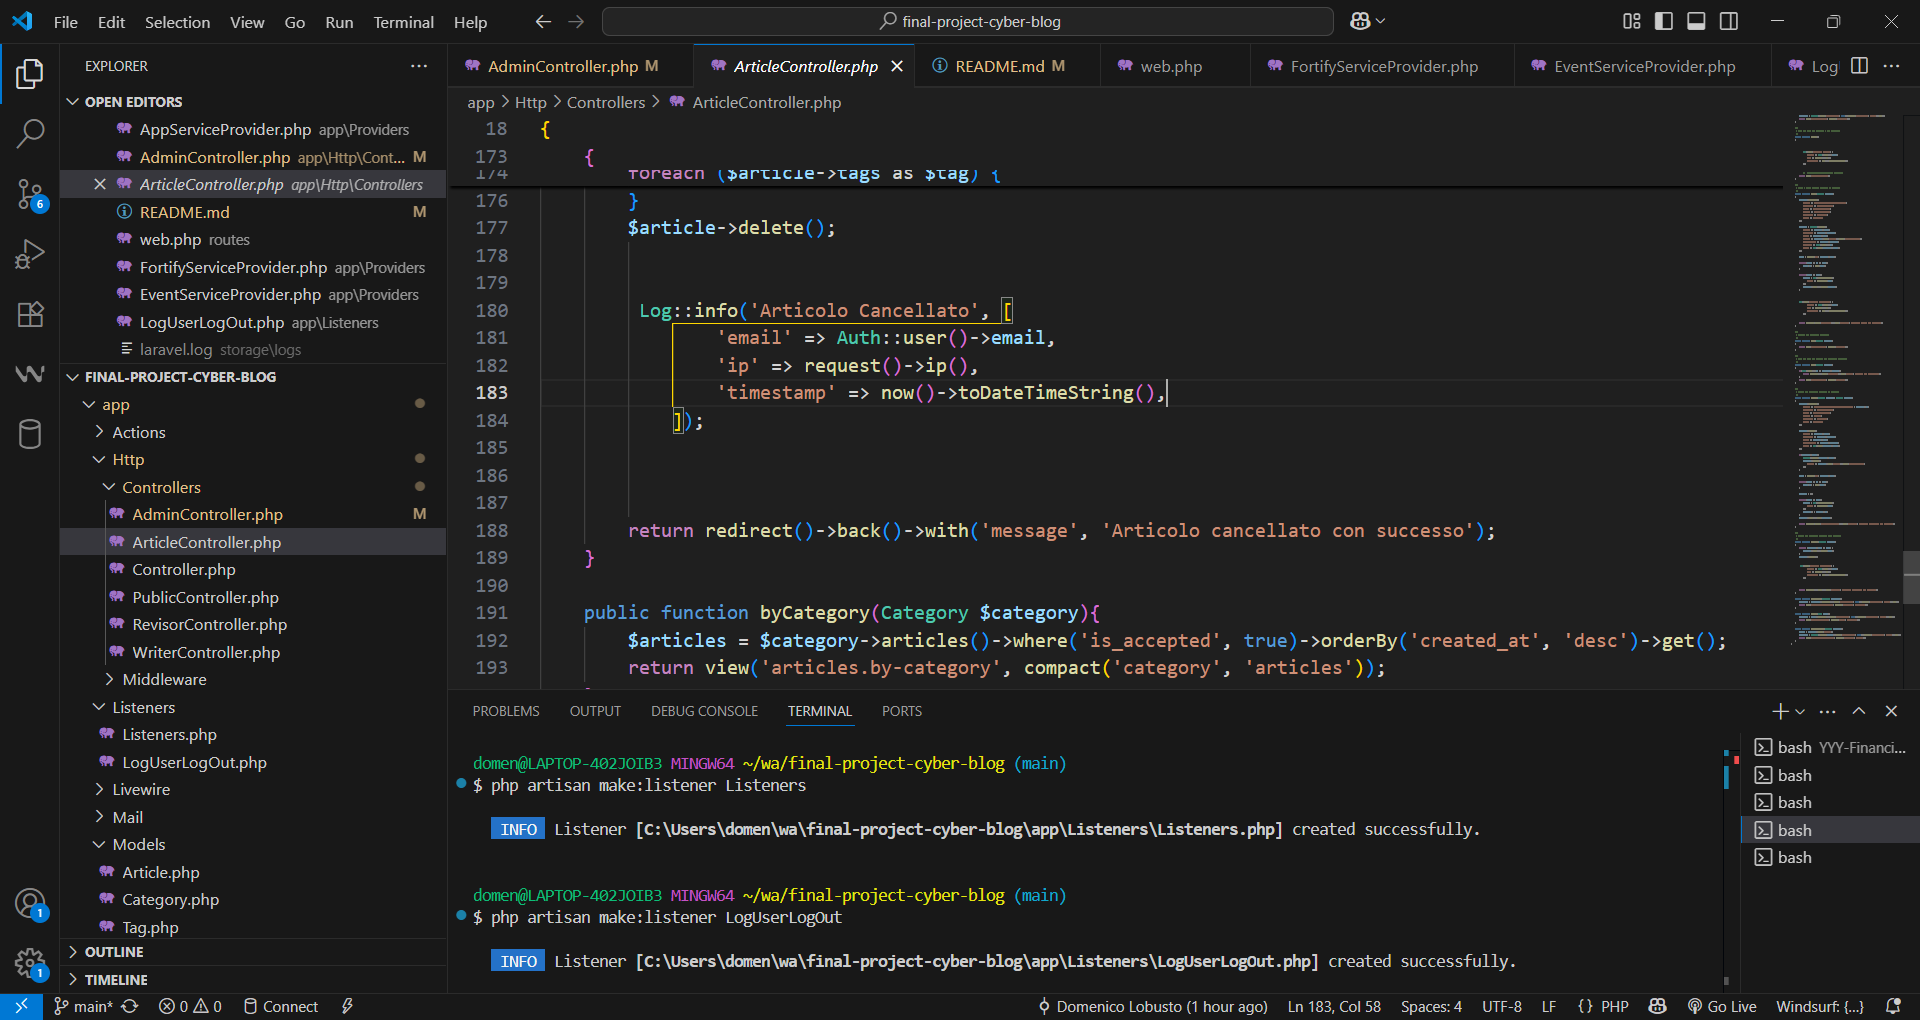 File Edit Selection View Go Run Terminal Help
final-project-cyber-blog
EXPLORER
OPEN EDITORS
AppServiceProvider.php app\Providers
AdminController.php app\Http\Cont... M
ArticleController.php app\Http\Controllers
README.md M
web.php routes
FortifyServiceProvider.php app\Providers
EventServiceProvider.php app\Providers
LogUserLogOut.php app\Listeners
laravel.log storage\logs
FINAL-PROJECT-CYBER-BLOG
app
Actions
Http
Controllers
AdminController.php M
ArticleController.php
Controller.php
PublicController.php
RevisorController.php
WriterController.php
Middleware
Listeners
Listeners.php
LogUserLogOut.php
Livewire
Mail
Models
Article.php
Category.php
Tag.php
OUTLINE
TIMELINE
6
1
1
AdminController.php M
ArticleController.php
README.md M
web.php
FortifyServiceProvider.php
EventServiceProvider.php
Log
app > Http > Controllers > ArticleController.php
18 {
173 {
174 foreach ($article->tags as $tag) {
176 }
177 $article->delete();
178
179
180 Log::info('Articolo Cancellato', [
181 'email' => Auth::user()->email,
182 'ip' => request()->ip(),
183 'timestamp' => now()->toDateTimeString(),
184 ]);
185
186
187
188 return redirect()->back()->with('message', 'Articolo cancellato con successo');
189 }
190
191 public function byCategory(Category $category){
192 $articles = $category->articles()->where('is_accepted', true)->orderBy('created_at', 'desc')->get();
193 return view('articles.by-category', compact('category', 'articles'));
PROBLEMS OUTPUT DEBUG CONSOLE TERMINAL PORTS
domen@LAPTOP-402JOIB3 MINGW64 ~/wa/final-project-cyber-blog (main)
$ php artisan make:listener Listeners
INFO Listener [C:\Users\domen\wa\final-project-cyber-blog\app\Listeners\Listeners.php] created successfully.
domen@LAPTOP-402JOIB3 MINGW64 ~/wa/final-project-cyber-blog (main)
$ php artisan make:listener LogUserLogOut
INFO Listener [C:\Users\domen\wa\final-project-cyber-blog\app\Listeners\LogUserLogOut.php] created successfully.
bash YYY-Financi...
bash
bash
bash
bash
main* 0 0 Connect Domenico Lobusto (1 hour ago) Ln 183, Col 58 Spaces: 4 UTF-8 LF {} PHP Go Live Windsurf: {...}